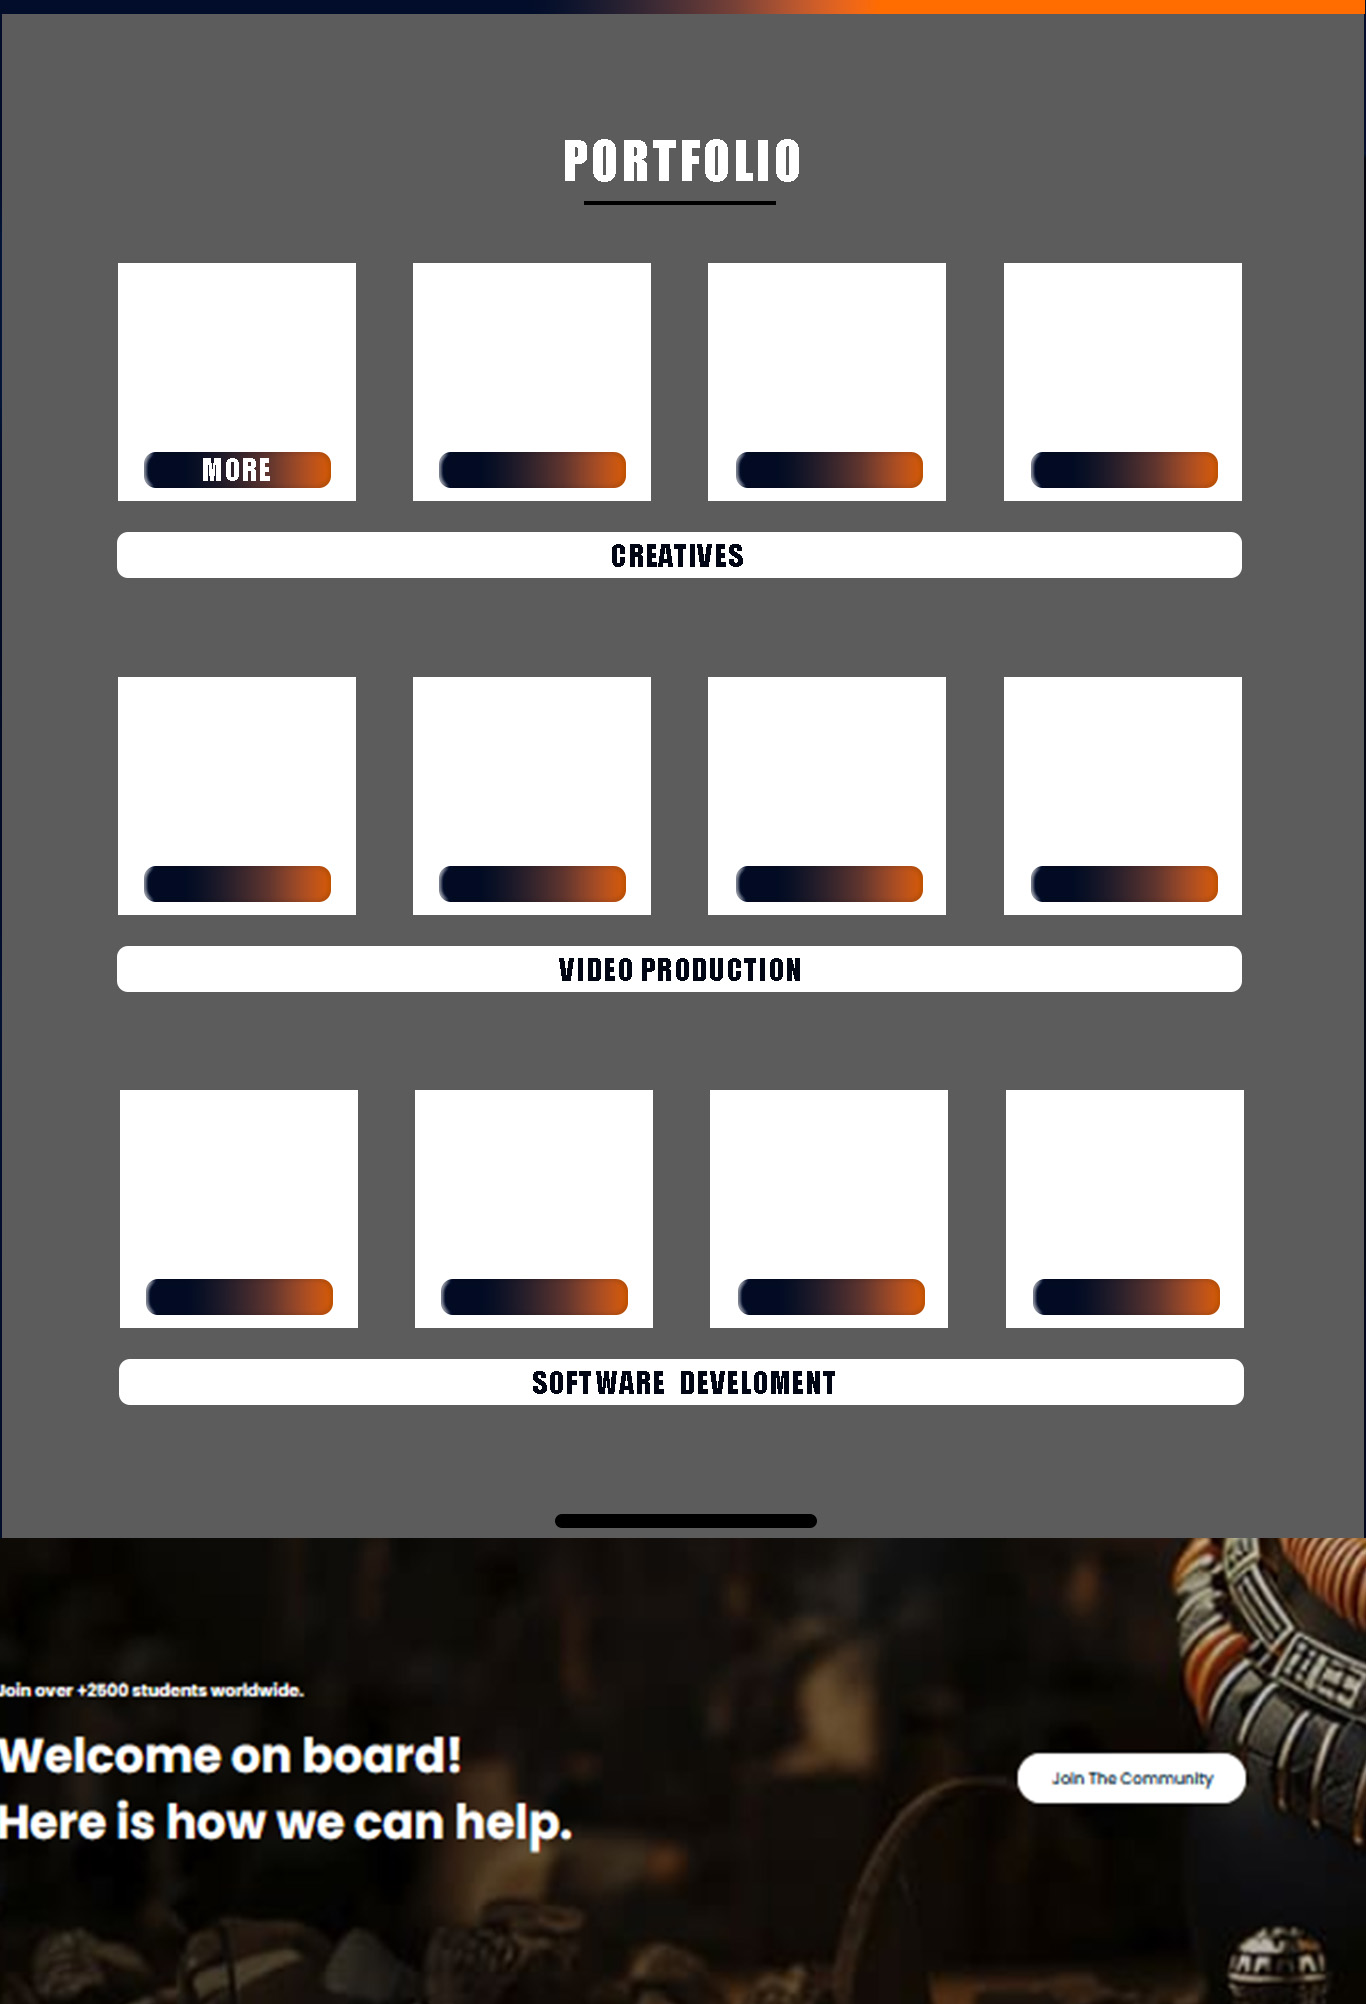 PORTFOLIO
MORE
CREATIVES
VIDEO PRODUCTION
SOFTWARE DEVELOMENT
Join over +2500 students worldwide.
Welcome on board!
Here is how we can help.
Join The Community